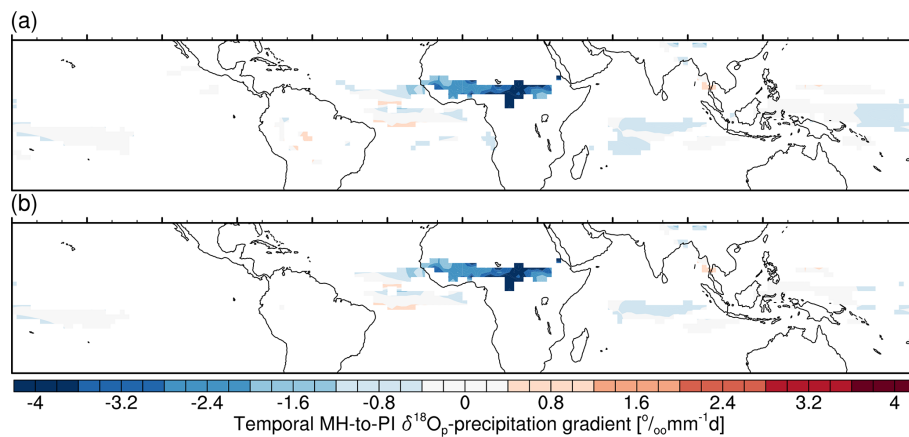 (a)
(b)
-4 -3.2 -2.4 -1.6 -0.8 0 0.8 1.6 2.4 3.2 4
Temporal MH-to-PI δ¹⁸Oₚ-precipitation gradient [°/ₒₒmm⁻¹d]